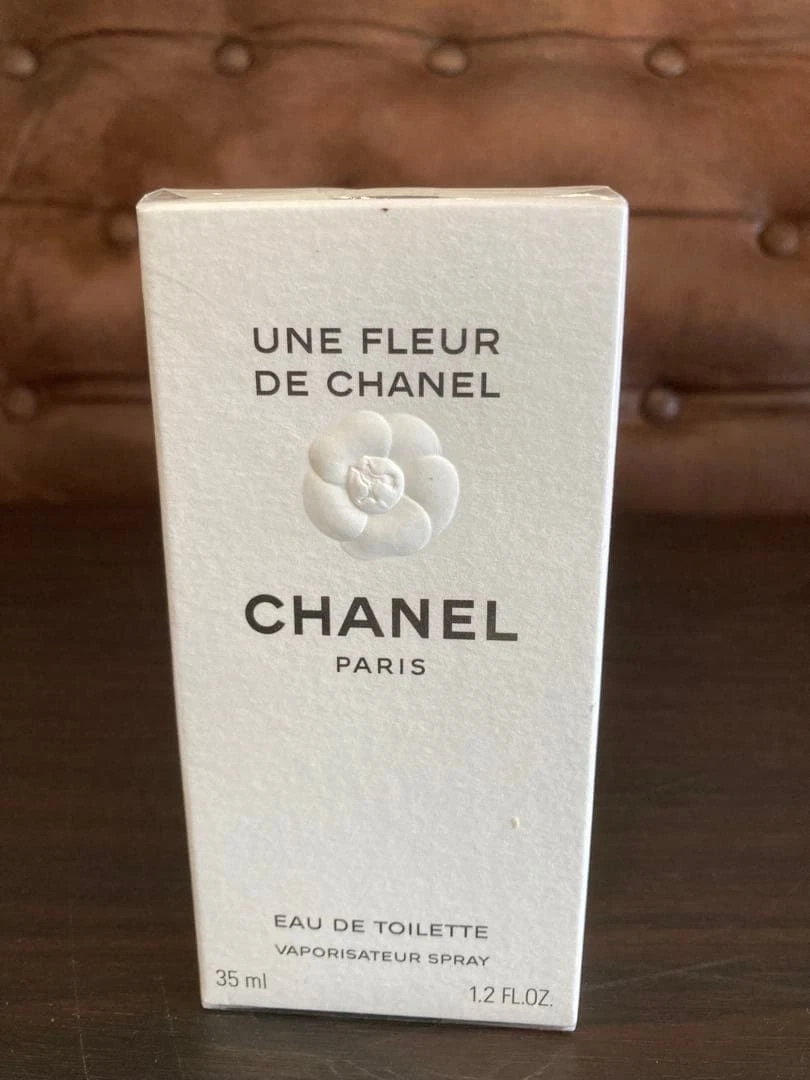 UNE FLEUR
DE CHANEL
CHANEL
PARIS
EAU DE TOILETTE
VAPORISATEUR SPRAY
35 ml
1.2 FL.OZ.